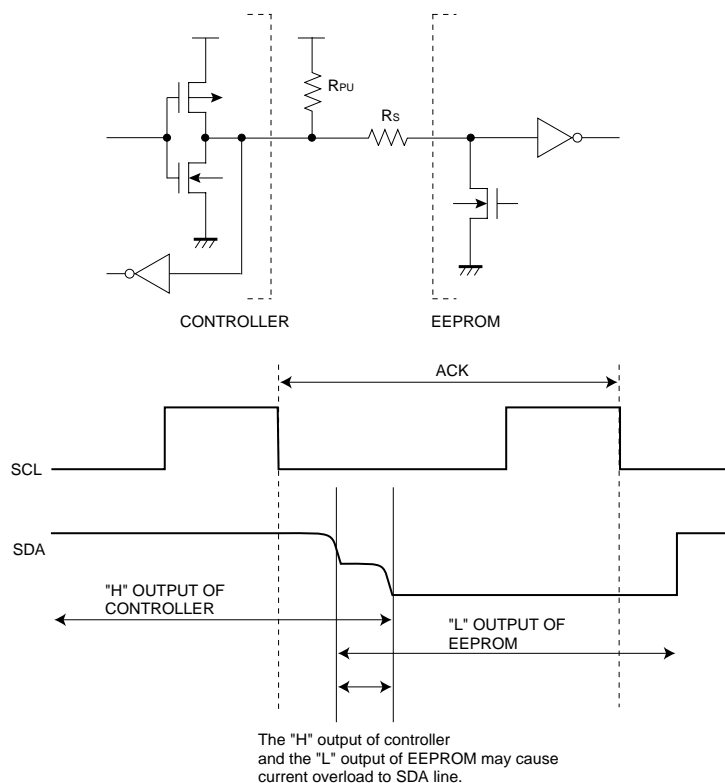 RPU
RS
CONTROLLER
EEPROM
ACK
SCL
SDA
"H" OUTPUT OF
CONTROLLER
"L" OUTPUT OF
EEPROM
The "H" output of controller
and the "L" output of EEPROM may cause
current overload to SDA line.